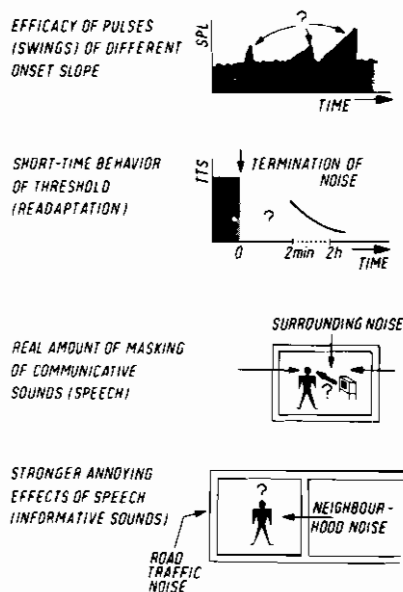 EFFICACY OF PULSES
(SWINGS) OF DIFFERENT
ONSET SLOPE
SPL
?
TIME
SHORT-TIME BEHAVIOR
OF THRESHOLD
(READAPTATION)
TTS
TERMINATION OF
NOISE
?
0
2min
2h
TIME
REAL AMOUNT OF MASKING
OF COMMUNICATIVE
SOUNDS (SPEECH)
SURROUNDING NOISE
?
STRONGER ANNOYING
EFFECTS OF SPEECH
(INFORMATIVE SOUNDS)
?
NEIGHBOUR-
HOOD NOISE
ROAD
TRAFFIC
NOISE